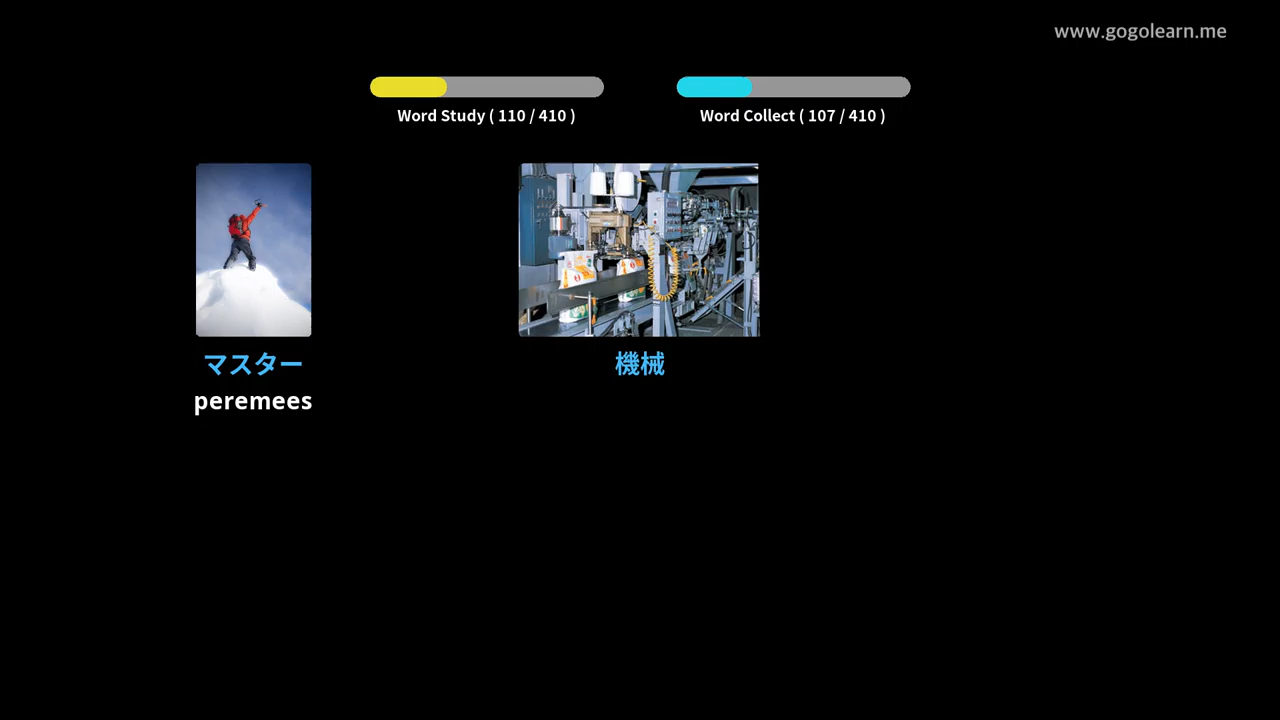 www.gogolearn.me
Word Study ( 110 / 410 )
Word Collect ( 107 / 410 )
マスター
peremees
機械